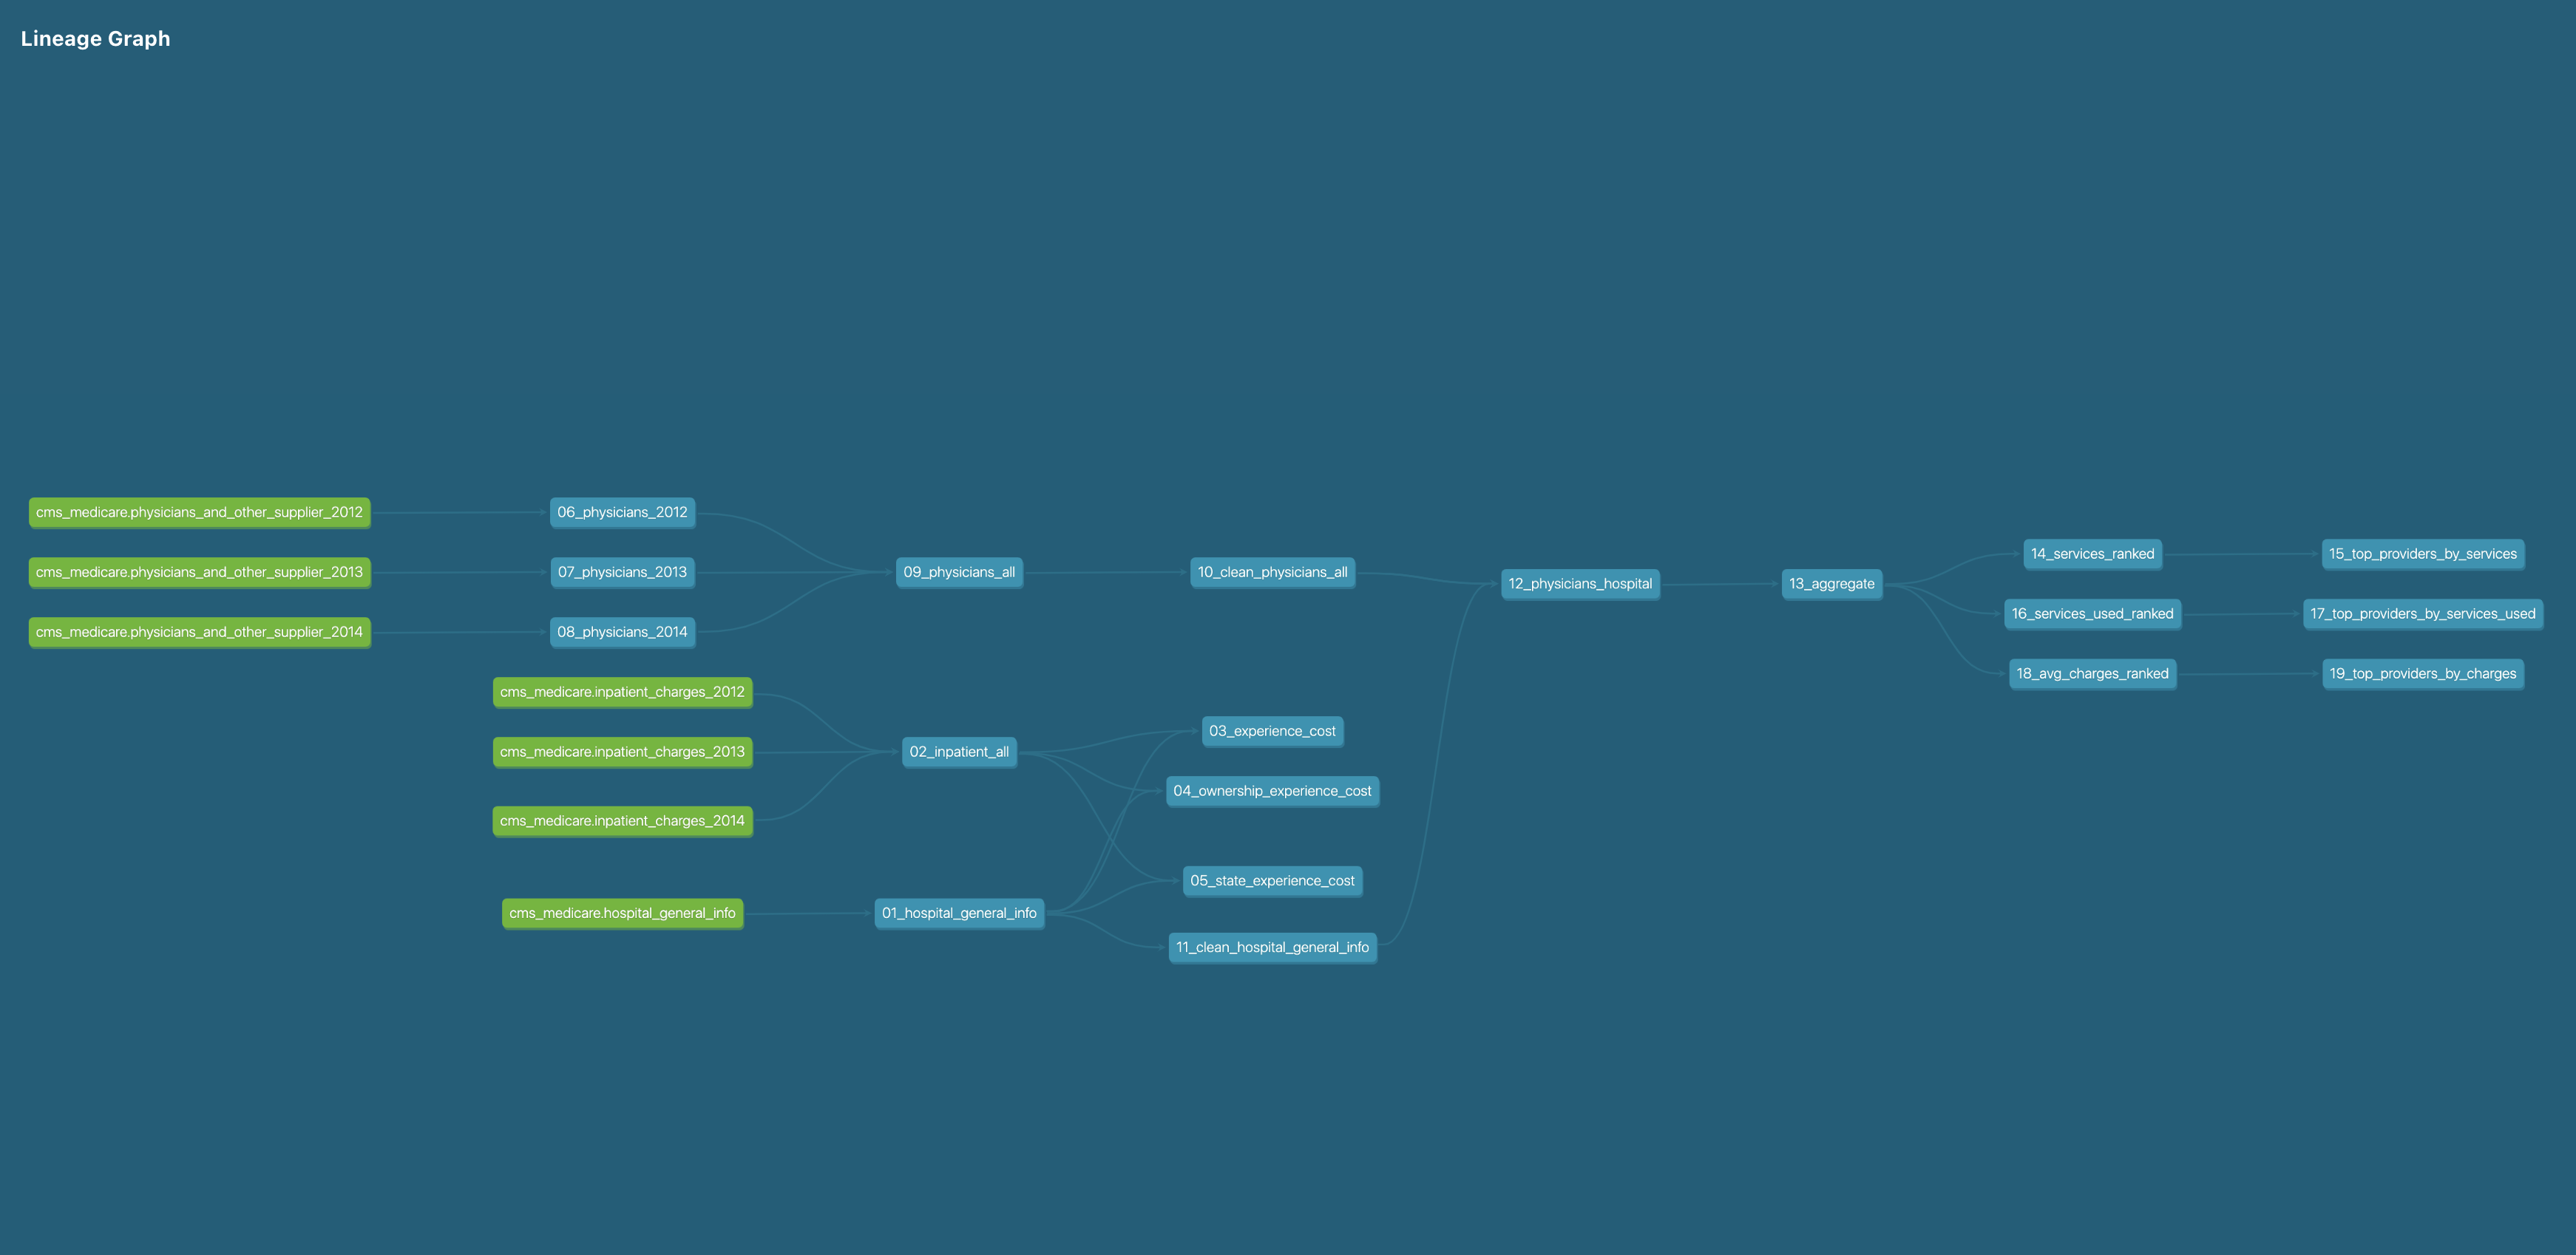 Lineage Graph
cms_medicare.physicians_and_other_supplier_2012
06_physicians_2012
cms_medicare.physicians_and_other_supplier_2013
07_physicians_2013
cms_medicare.physicians_and_other_supplier_2014
08_physicians_2014
09_physicians_all
10_clean_physicians_all
12_physicians_hospital
13_aggregate
14_services_ranked
15_top_providers_by_services
16_services_used_ranked
17_top_providers_by_services_used
18_avg_charges_ranked
19_top_providers_by_charges
cms_medicare.inpatient_charges_2012
cms_medicare.inpatient_charges_2013
cms_medicare.inpatient_charges_2014
02_inpatient_all
03_experience_cost
04_ownership_experience_cost
05_state_experience_cost
cms_medicare.hospital_general_info
01_hospital_general_info
11_clean_hospital_general_info